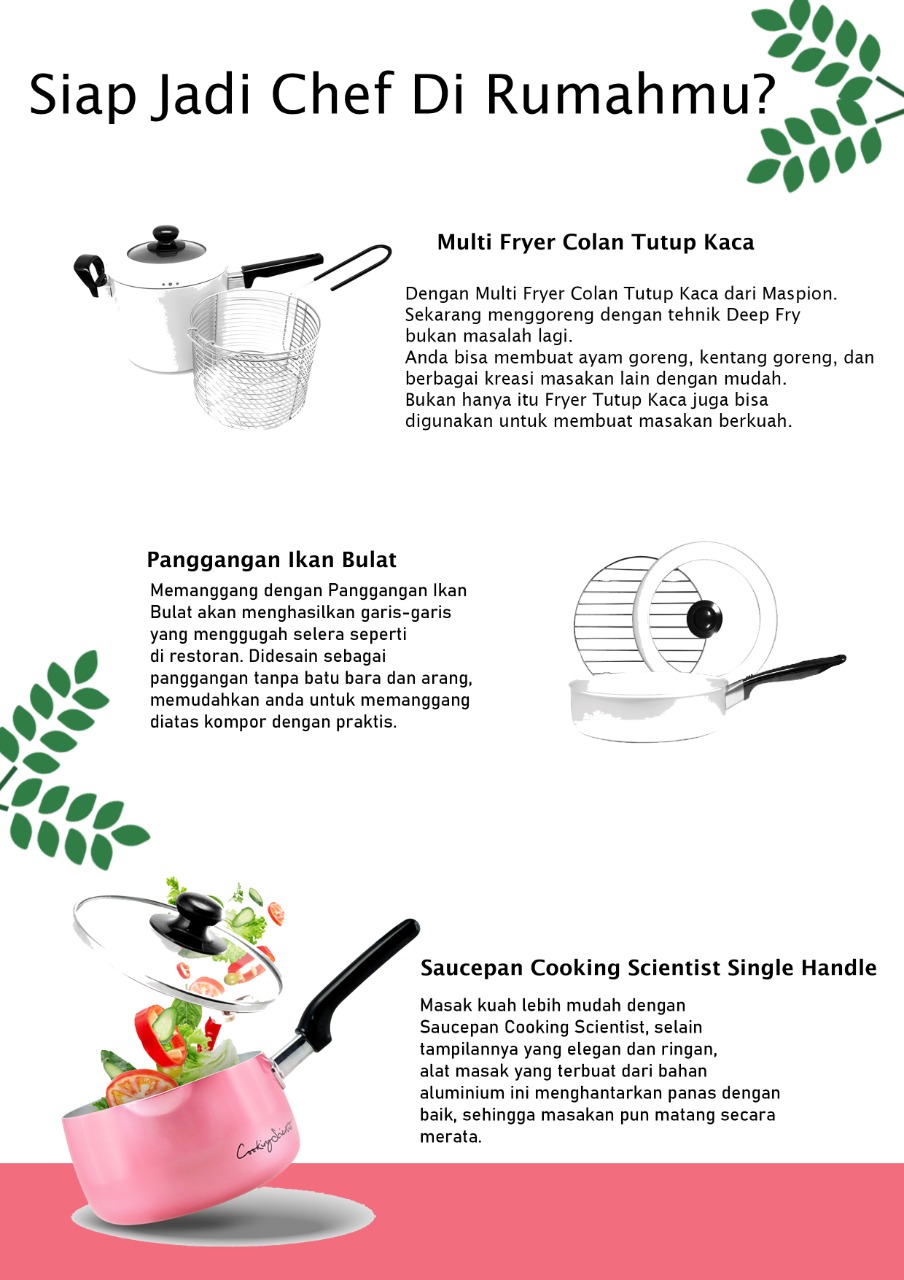 Siap Jadi Chef Di Rumahmu?
Multi Fryer Colan Tutup Kaca
Dengan Multi Fryer Colan Tutup Kaca dari Maspion.
Sekarang menggoreng dengan tehnik Deep Fry
bukan masalah lagi.
Anda bisa membuat ayam goreng, kentang goreng, dan
berbagai kreasi masakan lain dengan mudah.
Bukan hanya itu Fryer Tutup Kaca juga bisa
digunakan untuk membuat masakan berkuah.
Panggangan Ikan Bulat
Memanggang dengan Panggangan Ikan
Bulat akan menghasilkan garis-garis
yang menggugah selera seperti
di restoran. Didesain sebagai
panggangan tanpa batu bara dan arang,
memudahkan anda untuk memanggang
diatas kompor dengan praktis.
Saucepan Cooking Scientist Single Handle
Masak kuah lebih mudah dengan
Saucepan Cooking Scientist, selain
tampilannya yang elegan dan ringan,
alat masak yang terbuat dari bahan
aluminium ini menghantarkan panas dengan
baik, sehingga masakan pun matang secara
merata.
Cooking Scientist